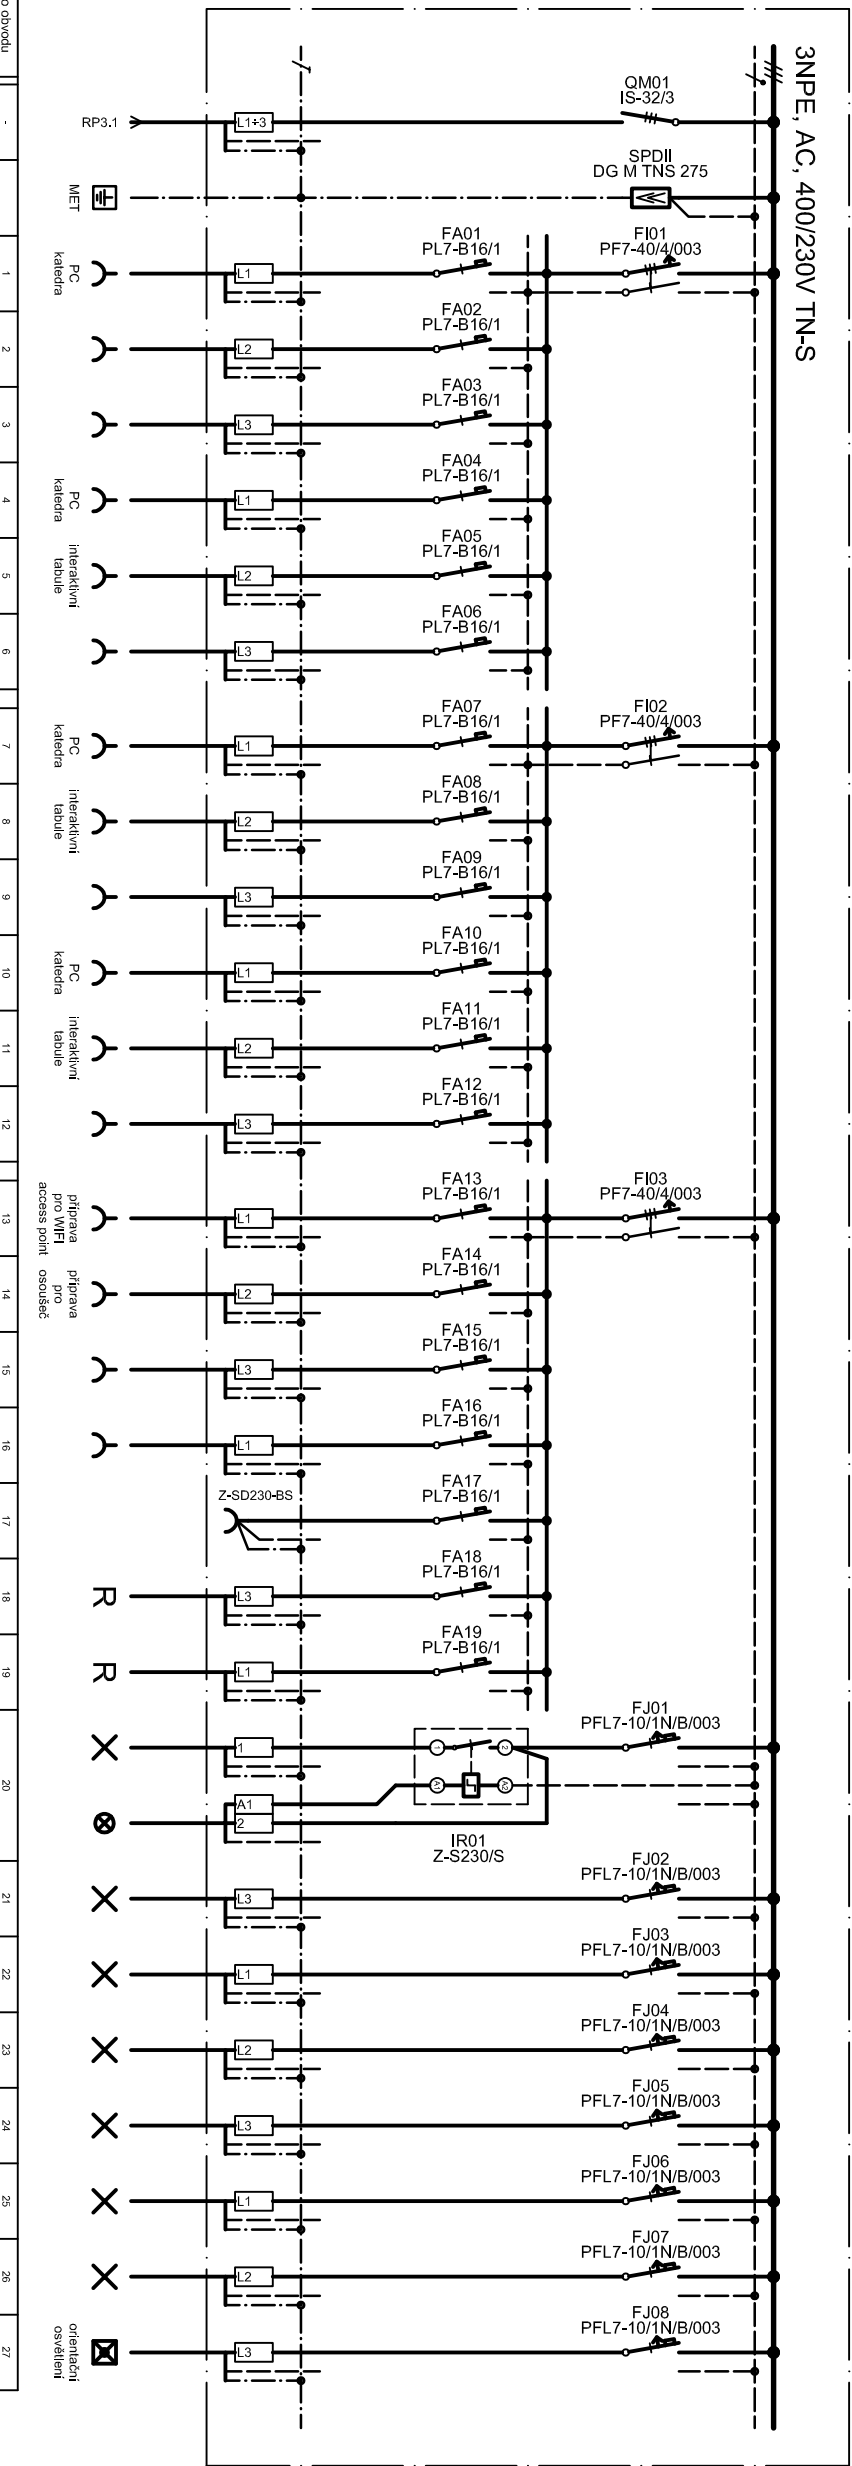 3NPE, AC, 400/230V TN-S
o obvodu
-
RP3.1
L1÷3
QM01
IS-32/3
MET
SPDII
DG M TNS 275
1
PC
katedra
L1
FA01
PL7-B16/1
FI01
PF7-40/4/003
2
L2
FA02
PL7-B16/1
3
L3
FA03
PL7-B16/1
4
PC
katedra
L1
FA04
PL7-B16/1
5
interaktivní
tabule
L2
FA05
PL7-B16/1
6
L3
FA06
PL7-B16/1
7
PC
katedra
L1
FA07
PL7-B16/1
FI02
PF7-40/4/003
8
interaktivní
tabule
L2
FA08
PL7-B16/1
9
L3
FA09
PL7-B16/1
10
PC
katedra
L1
FA10
PL7-B16/1
11
interaktivní
tabule
L2
FA11
PL7-B16/1
12
L3
FA12
PL7-B16/1
13
příprava
pro WIFI
access point
L1
FA13
PL7-B16/1
FI03
PF7-40/4/003
14
příprava
pro
osoušeč
L2
FA14
PL7-B16/1
15
L3
FA15
PL7-B16/1
16
L1
FA16
PL7-B16/1
17
Z-SD230-BS
FA17
PL7-B16/1
18
R
L3
FA18
PL7-B16/1
19
R
L1
FA19
PL7-B16/1
20
1
A1
2
1
2
A1
A2
IR01
Z-S230/S
FJ01
PFL7-10/1N/B/003
21
L3
FJ02
PFL7-10/1N/B/003
22
L1
FJ03
PFL7-10/1N/B/003
23
L2
FJ04
PFL7-10/1N/B/003
24
L3
FJ05
PFL7-10/1N/B/003
25
L1
FJ06
PFL7-10/1N/B/003
26
L2
FJ07
PFL7-10/1N/B/003
27
orientační
osvětlení
L3
FJ08
PFL7-10/1N/B/003